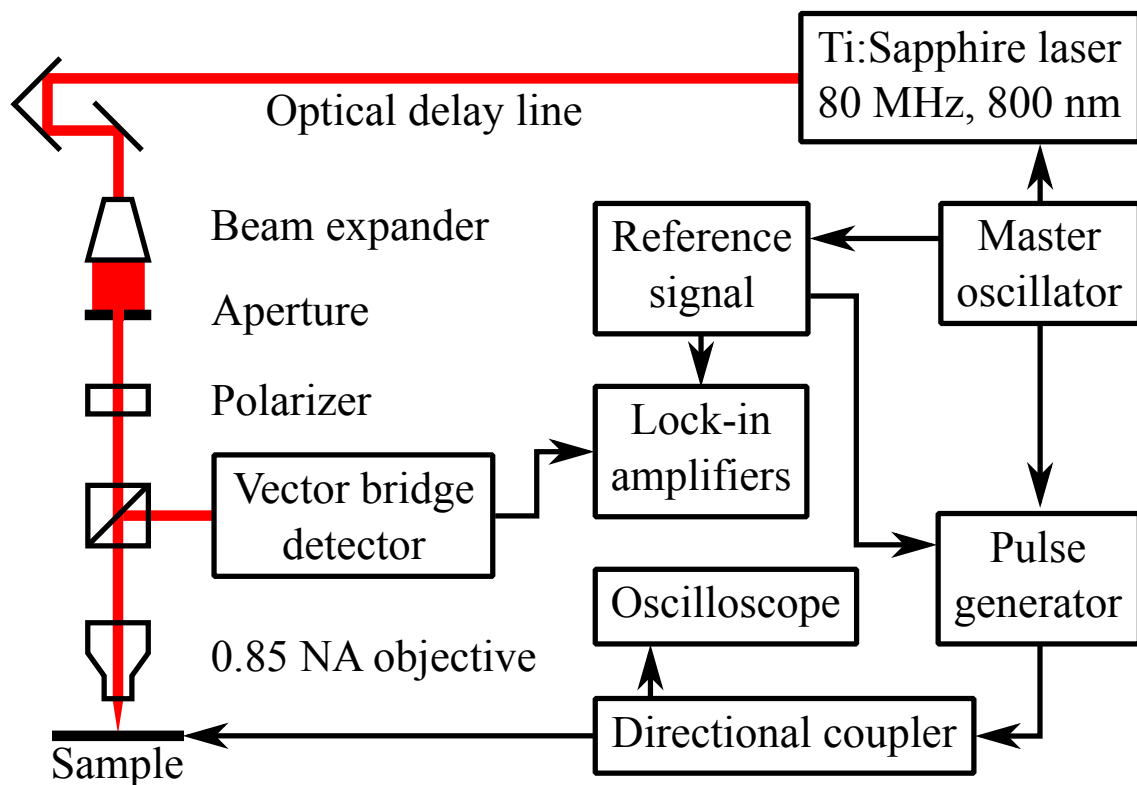 Ti:Sapphire laser
80 MHz, 800 nm
Optical delay line
Beam expander
Reference
signal
Master
oscillator
Aperture
Polarizer
Lock-in
amplifiers
Vector bridge
detector
Pulse
generator
Oscilloscope
0.85 NA objective
Directional coupler
Sample